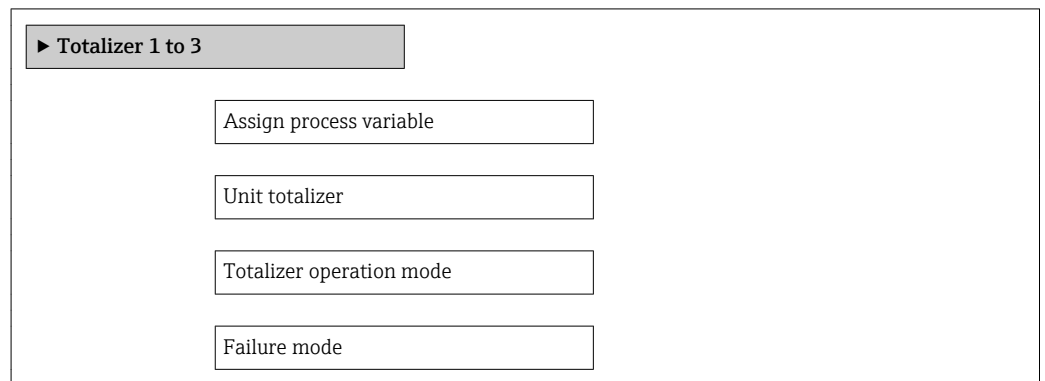 ▶ Totalizer 1 to 3
Assign process variable
Unit totalizer
Totalizer operation mode
Failure mode